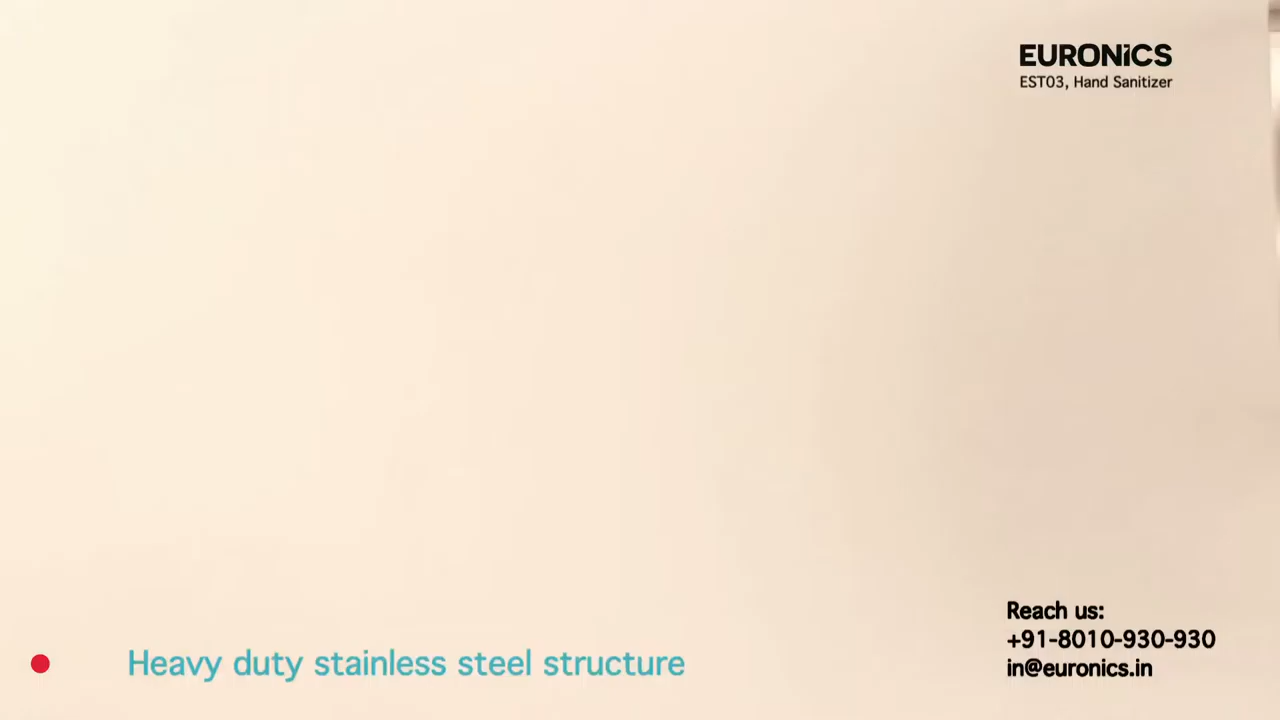 EURONICS
EST03, Hand Sanitizer
Reach us:
+91-8010-930-930
in@euronics.in
Heavy duty stainless steel structure